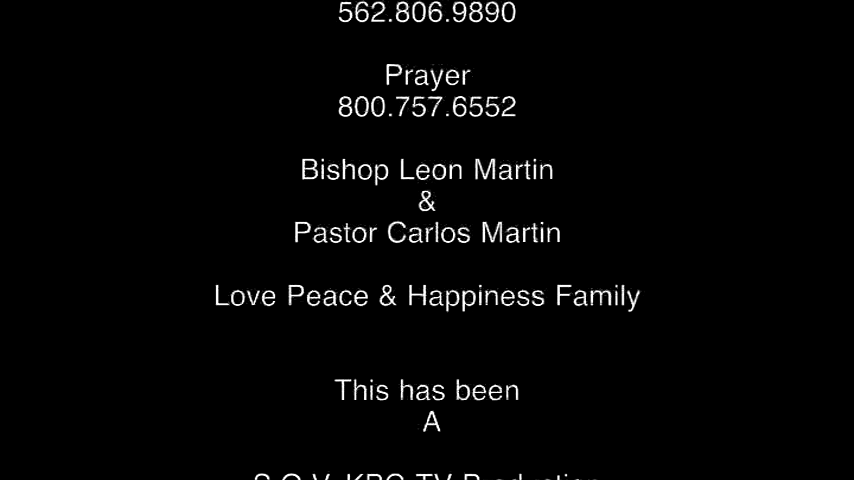 562.806.9890
Prayer
800.757.6552
Bishop Leon Martin
&
Pastor Carlos Martin
Love Peace & Happiness Family
This has been
A
TV Production